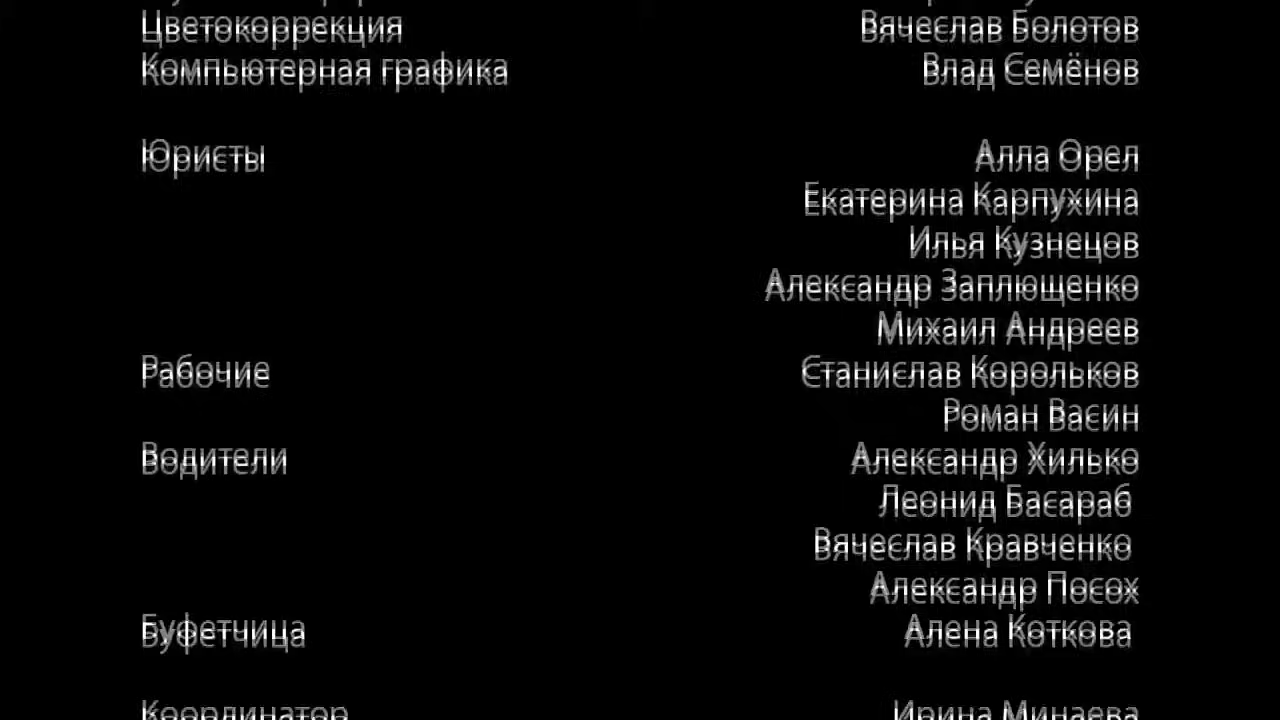 Цветокоррекция Вячеслав Болотов
Компьютерная графика Влад Семёнов
Юристы Алла Орел
Екатерина Карпухина
Илья Кузнецов
Александр Заплющенко
Михаил Андреев
Рабочие Станислав Корольков
Роман Васин
Водители Александр Хилько
Леонид Басараб
Вячеслав Кравченко
Александр Посох
Буфетчица Алена Коткова
Координатор Ирина Минаева